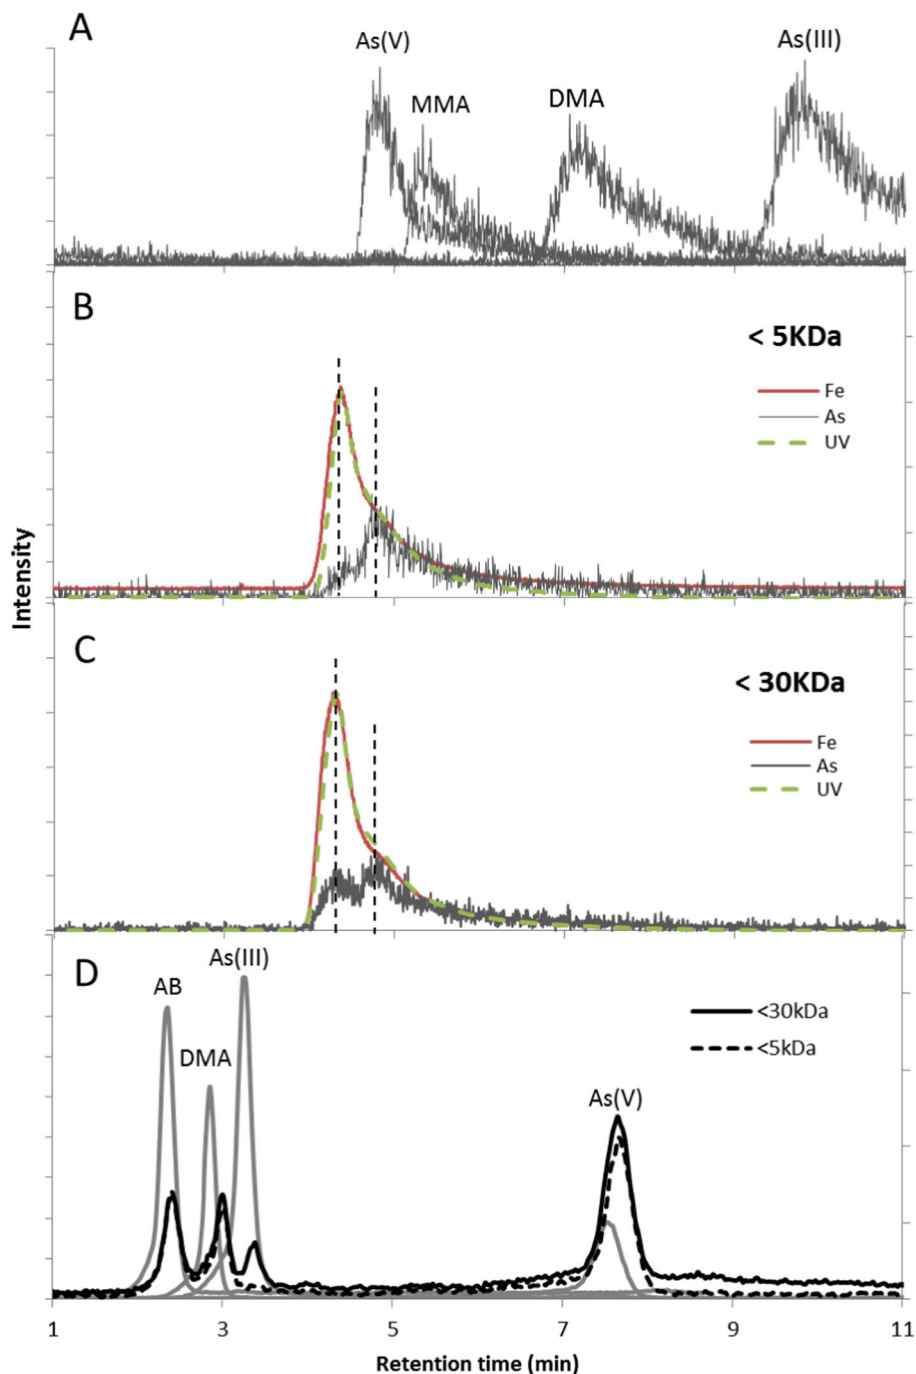 A
As(V)
MMA
DMA
As(III)
B
< 5KDa
Fe
As
UV
Intensity
C
< 30KDa
Fe
As
UV
D
As(III)
AB
DMA
<30kDa
<5kDa
As(V)
1 3 5 7 9 11
Retention time (min)